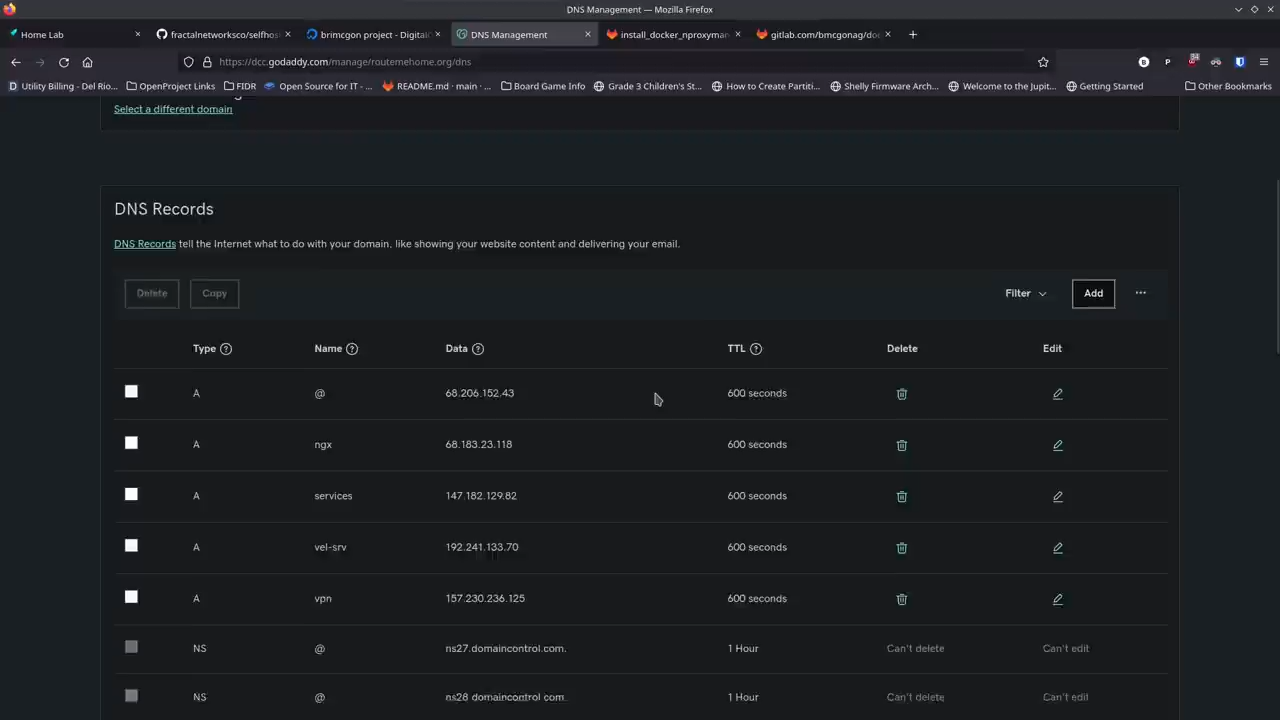 DNS Management — Mozilla Firefox
Home Lab
fractalnetworksco/selfhos
brimcgon project - Digital
DNS Management
install_docker_nproxyman
gitlab.com/bmcgonag/doc
https://dcc.godaddy.com/manage/routemehome.org/dns
Utility Billing - Del Rio...
OpenProject Links
FIDR
Open Source for IT - ...
README.md · main · ...
Board Game Info
Grade 3 Children's St...
How to Create Partiti...
Shelly Firmware Arch...
Welcome to the Jupit...
Getting Started
Other Bookmarks
Select a different domain
DNS Records
DNS Records tell the Internet what to do with your domain, like showing your website content and delivering your email.
Delete Copy Filter Add ...
Type ? Name ? Data ? TTL ? Delete Edit
A @ 68.206.152.43 600 seconds
A ngx 68.183.23.118 600 seconds
A services 147.182.129.82 600 seconds
A vel-srv 192.241.133.70 600 seconds
A vpn 157.230.236.125 600 seconds
NS @ ns27.domaincontrol.com. 1 Hour Can't delete Can't edit
NS @ ns28.domaincontrol.com. 1 Hour Can't delete Can't edit